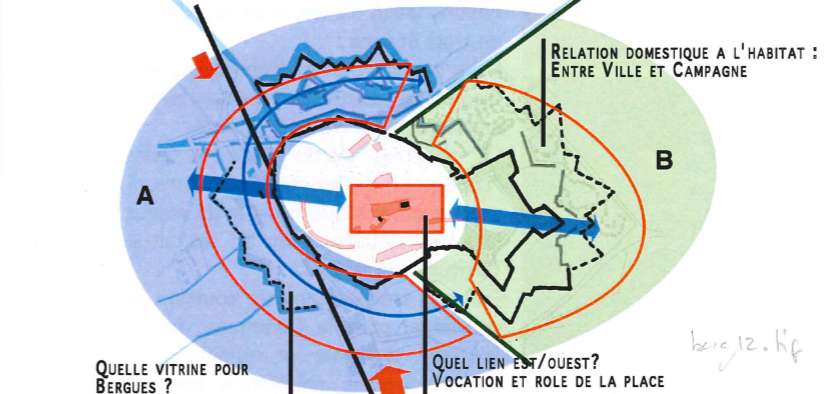 RELATION DOMESTIQUE A L'HABITAT :
ENTRE VILLE ET CAMPAGNE
A
B
QUELLE VITRINE POUR
BERGUES ?
QUEL LIEN EST/OUEST?
VOCATION ET ROLE DE LA PLACE